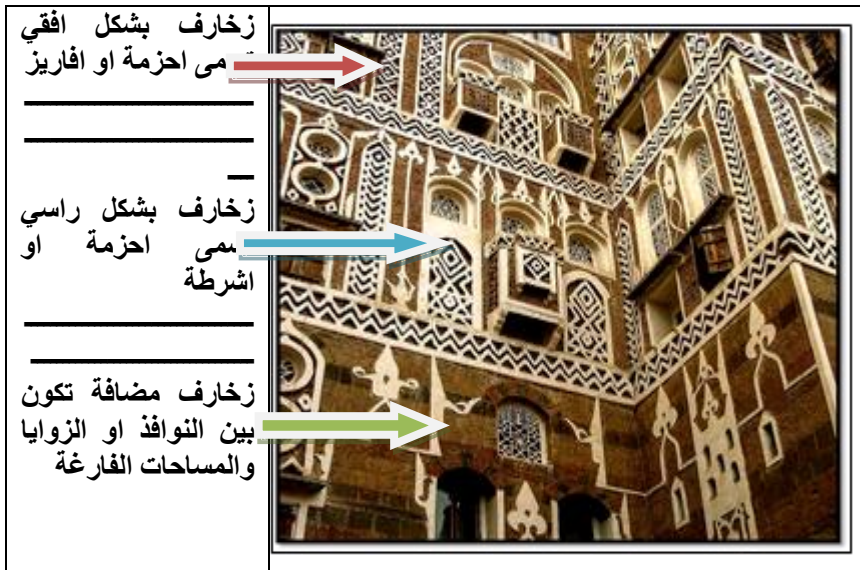 زخارف بشكل افقي
احزمة او افاريز
زخارف بشكل راسي
احزمة او
اشرطة
زخارف مضافة تكون
بين النوافذ او الزوايا
والمساحات الفارغة